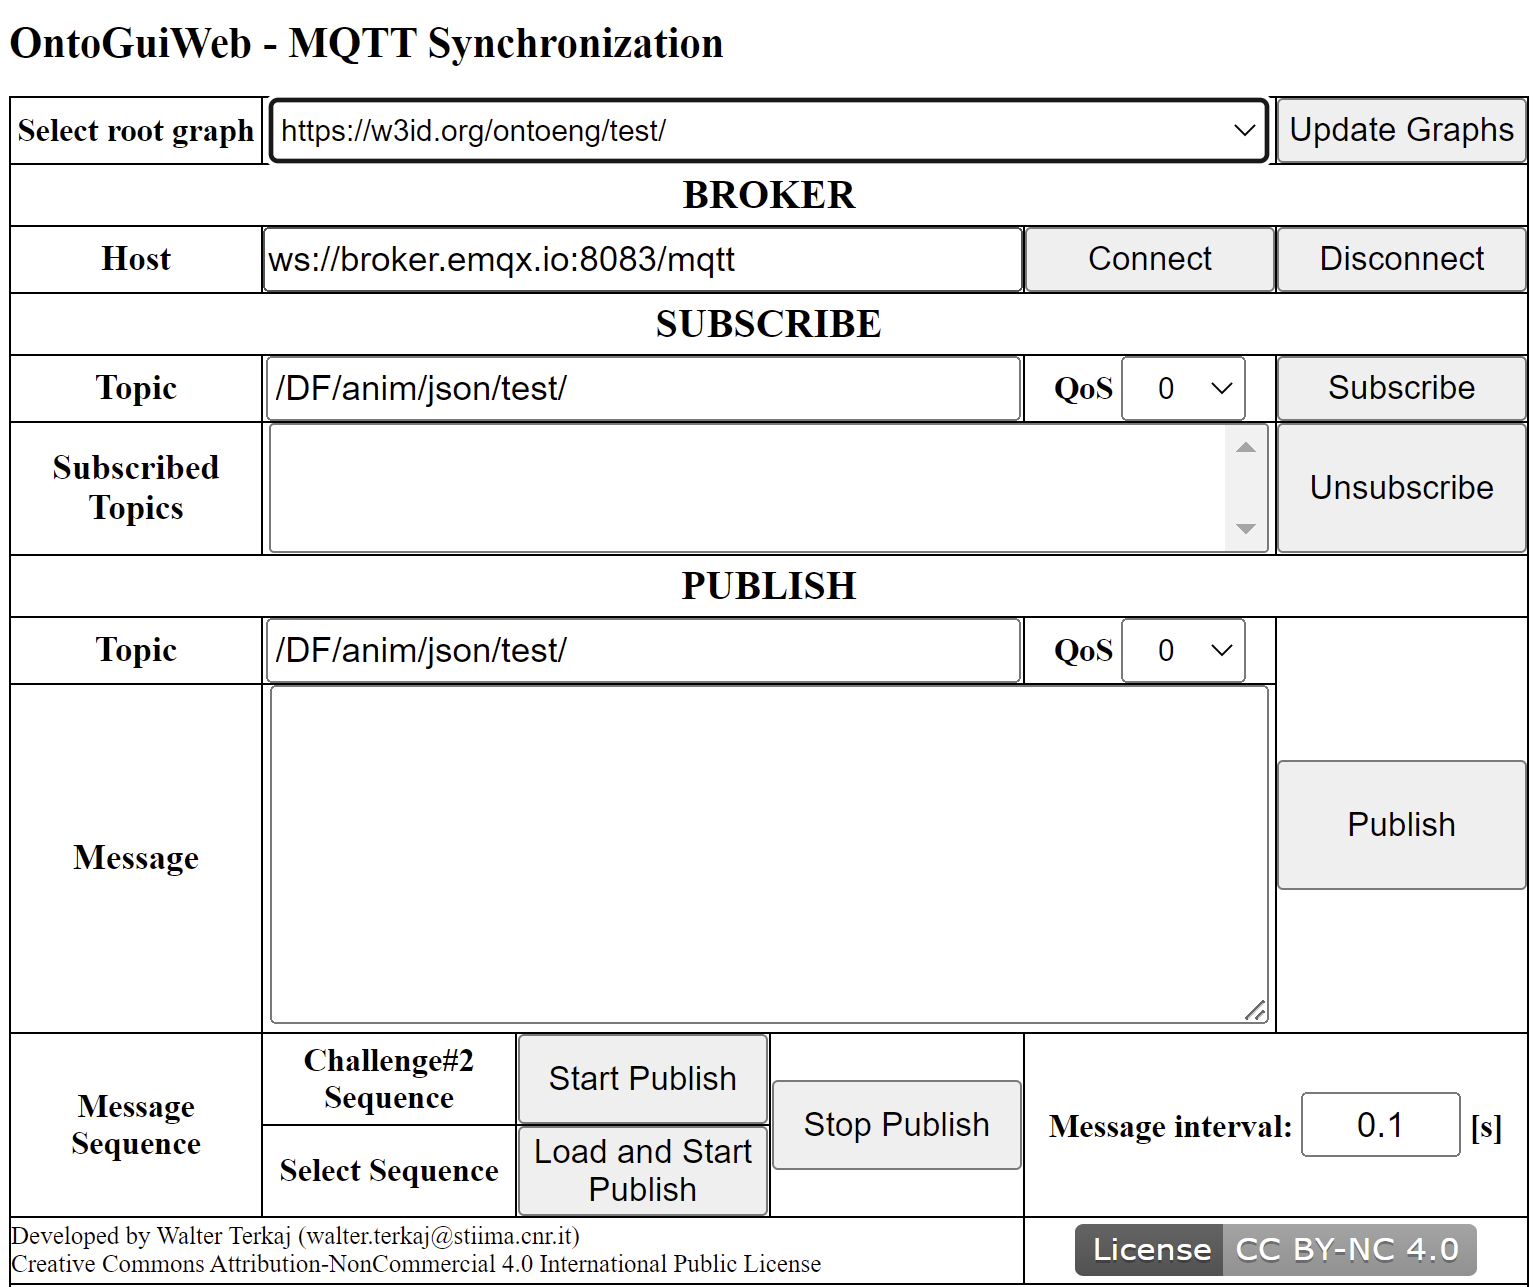 OntoGuiWeb - MQTT Synchronization
Select root graph https://w3id.org/ontoeng/test/ Update Graphs
BROKER
Host ws://broker.emqx.io:8083/mqtt Connect Disconnect
SUBSCRIBE
Topic /DF/anim/json/test/ QoS 0 Subscribe
Subscribed
Topics
Unsubscribe
PUBLISH
Topic /DF/anim/json/test/ QoS 0
Message
Publish
Message
Sequence
Challenge#2
Sequence
Start Publish
Select Sequence
Load and Start
Publish
Stop Publish
Message interval: 0.1 [s]
Developed by Walter Terkaj (walter.terkaj@stiima.cnr.it)
Creative Commons Attribution-NonCommercial 4.0 International Public License
License CC BY-NC 4.0